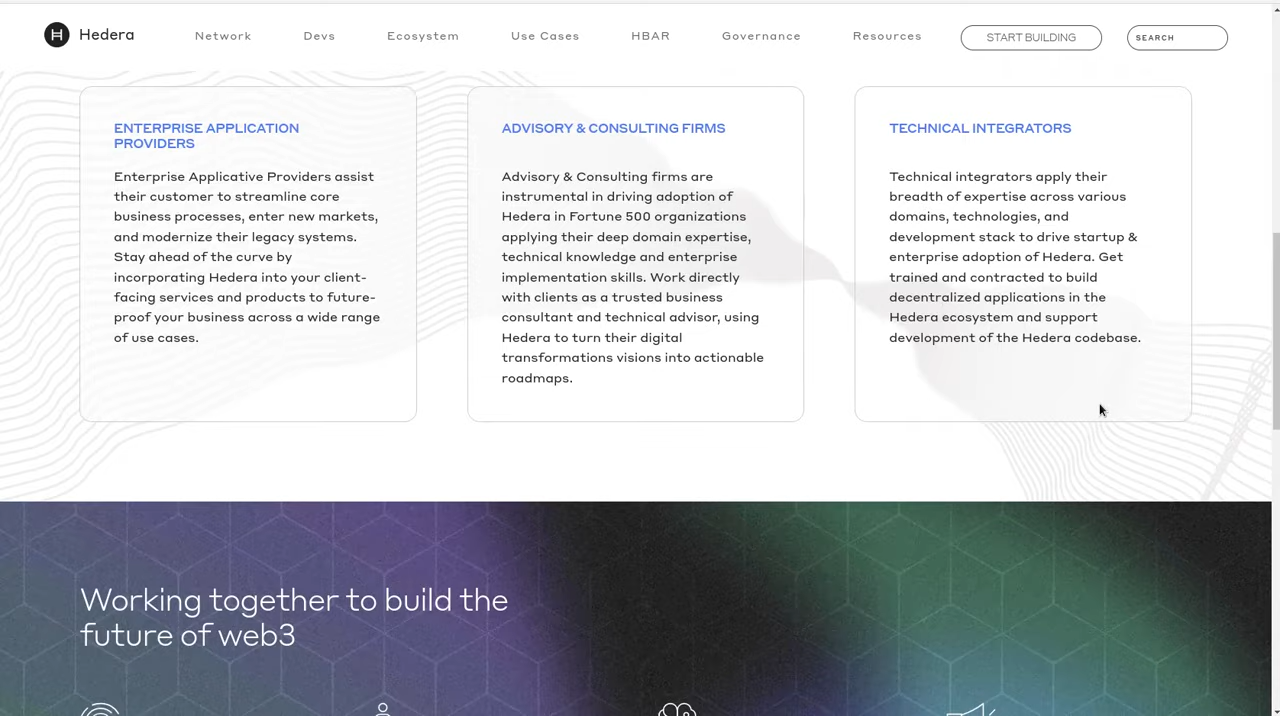 Hedera
Network
Devs
Ecosystem
Use Cases
HBAR
Governance
Resources
START BUILDING
SEARCH
ENTERPRISE APPLICATION
PROVIDERS
Enterprise Applicative Providers assist
their customer to streamline core
business processes, enter new markets,
and modernize their legacy systems.
Stay ahead of the curve by
incorporating Hedera into your client-
facing services and products to future-
proof your business across a wide range
of use cases.
ADVISORY & CONSULTING FIRMS
Advisory & Consulting firms are
instrumental in driving adoption of
Hedera in Fortune 500 organizations
applying their deep domain expertise,
technical knowledge and enterprise
implementation skills. Work directly
with clients as a trusted business
consultant and technical advisor, using
Hedera to turn their digital
transformations visions into actionable
roadmaps.
TECHNICAL INTEGRATORS
Technical integrators apply their
breadth of expertise across various
domains, technologies, and
development stack to drive startup &
enterprise adoption of Hedera. Get
trained and contracted to build
decentralized applications in the
Hedera ecosystem and support
development of the Hedera codebase.
Working together to build the
future of web3